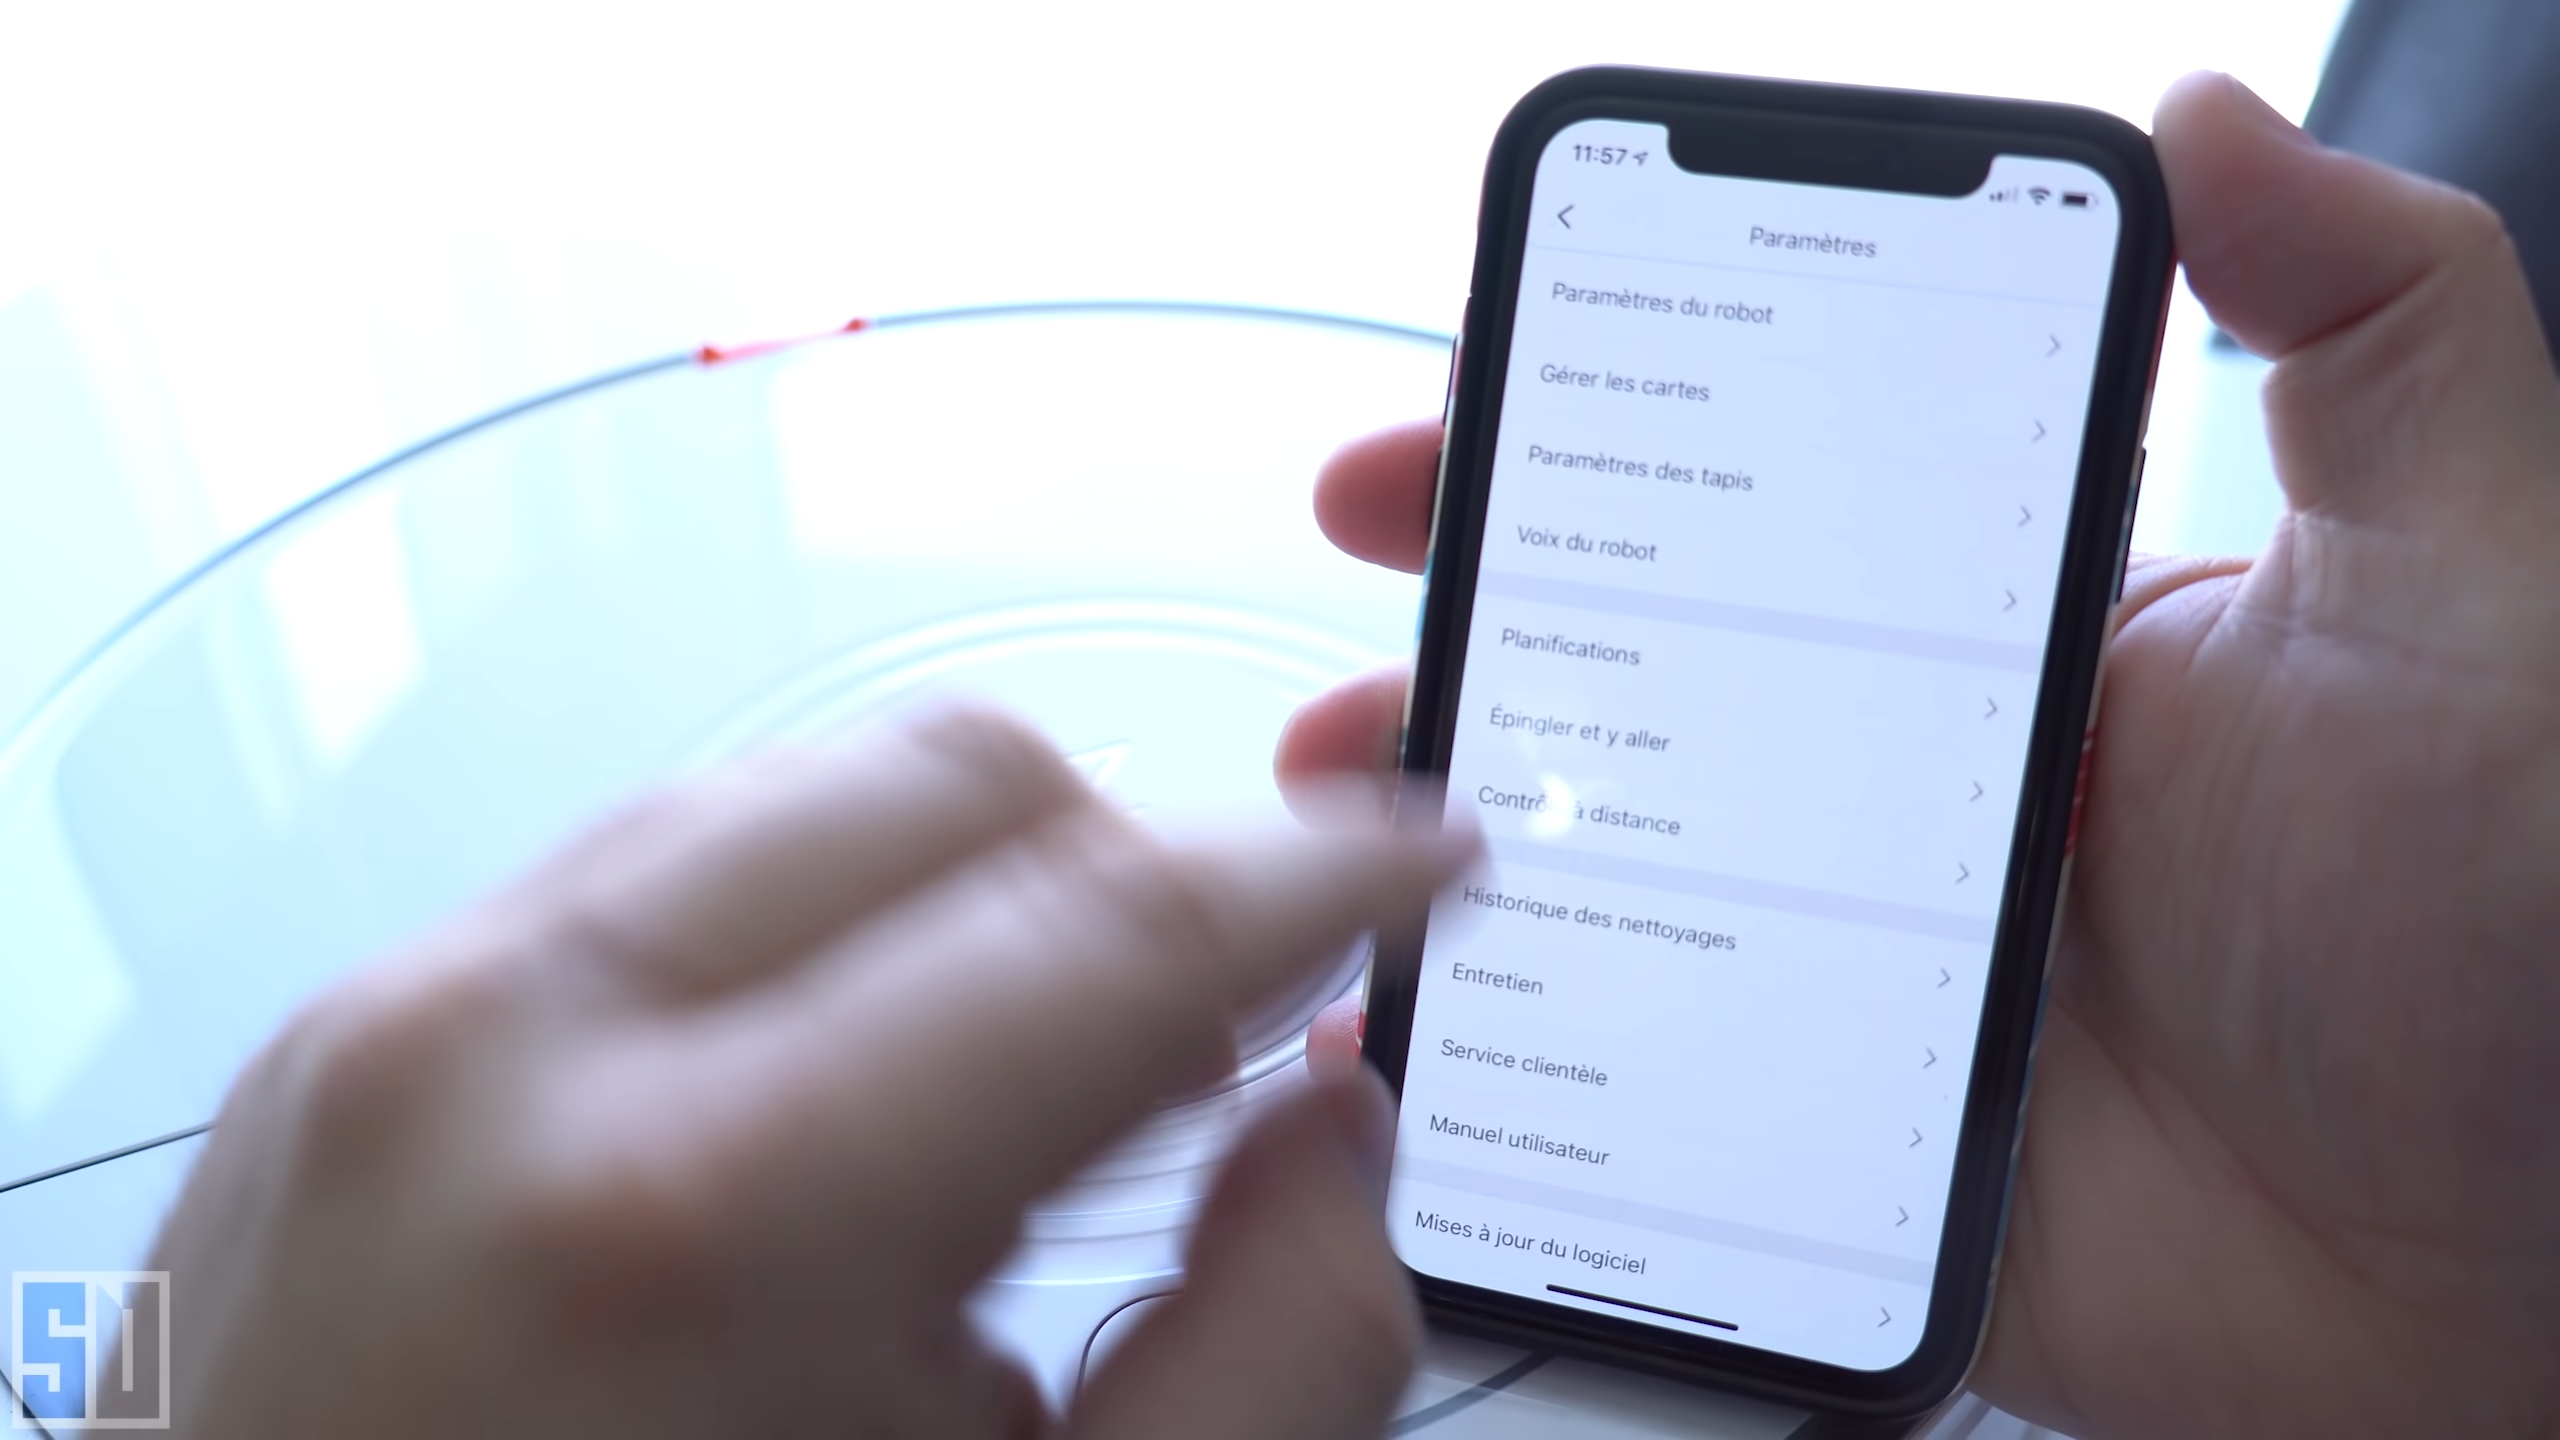 11:57
Paramètres
Paramètres du robot
Gérer les cartes
Paramètres des tapis
Voix du robot
Planifications
Épingler et y aller
à distance
Historique des nettoyages
Entretien
Service clientèle
Manuel utilisateur
Mises à jour du logiciel